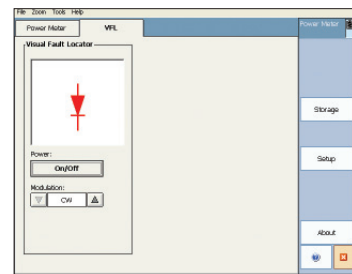 File Zoom Tools Help
Power Meter VFL
Power Meter
Visual Fault Locator
Power:
On/Off
Modulation:
CW
Storage
Setup
About